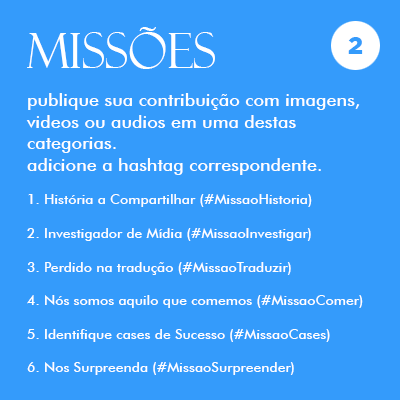 MISSÕES
2
publique sua contribuição com imagens,
videos ou audios em uma destas
categorias.
adicione a hashtag correspondente.
1. História a Compartilhar (#MissaoHistoria)
2. Investigador de Mídia (#MissaoInvestigar)
3. Perdido na tradução (#MissaoTraduzir)
4. Nós somos aquilo que comemos (#MissaoComer)
5. Identifique cases de Sucesso (#MissaoCases)
6. Nos Surpreenda (#MissaoSurpreender)